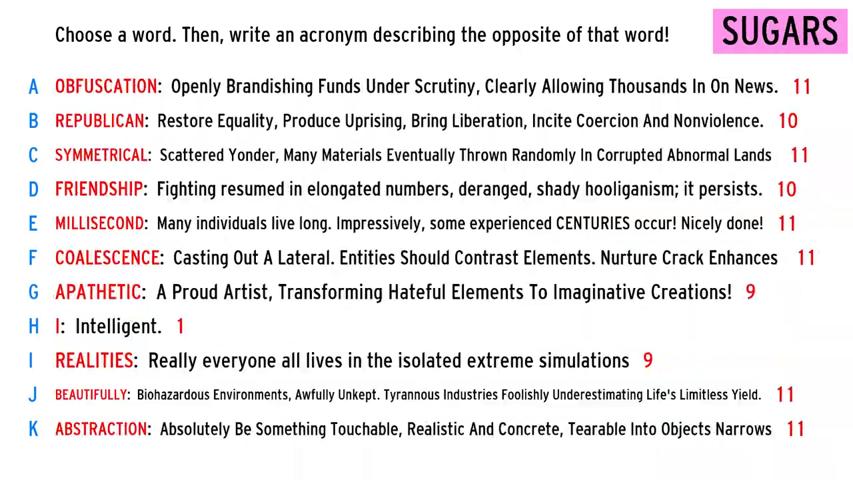 Choose a word. Then, write an acronym describing the opposite of that word!
SUGARS
A OBFUSCATION: Openly Brandishing Funds Under Scrutiny, Clearly Allowing Thousands In On News. 11
B REPUBLICAN: Restore Equality, Produce Uprising, Bring Liberation, Incite Coercion And Nonviolence. 10
C SYMMETRICAL: Scattered Yonder, Many Materials Eventually Thrown Randomly In Corrupted Abnormal Lands 11
D FRIENDSHIP: Fighting resumed in elongated numbers, deranged, shady hooliganism; it persists. 10
E MILLISECOND: Many individuals live long. Impressively, some experienced CENTURIES occur! Nicely done! 11
F COALESCENCE: Casting Out A Lateral. Entities Should Contrast Elements. Nurture Crack Enhances 11
G APATHETIC: A Proud Artist, Transforming Hateful Elements To Imaginative Creations! 9
H I: Intelligent. 1
I REALITIES: Really everyone all lives in the isolated extreme simulations 9
J BEAUTIFULLY: Biohazardous Environments, Awfully Unkept. Tyrannous Industries Foolishly Underestimating Life's Limitless Yield. 11
K ABSTRACTION: Absolutely Be Something Touchable, Realistic And Concrete, Tearable Into Objects Narrows 11